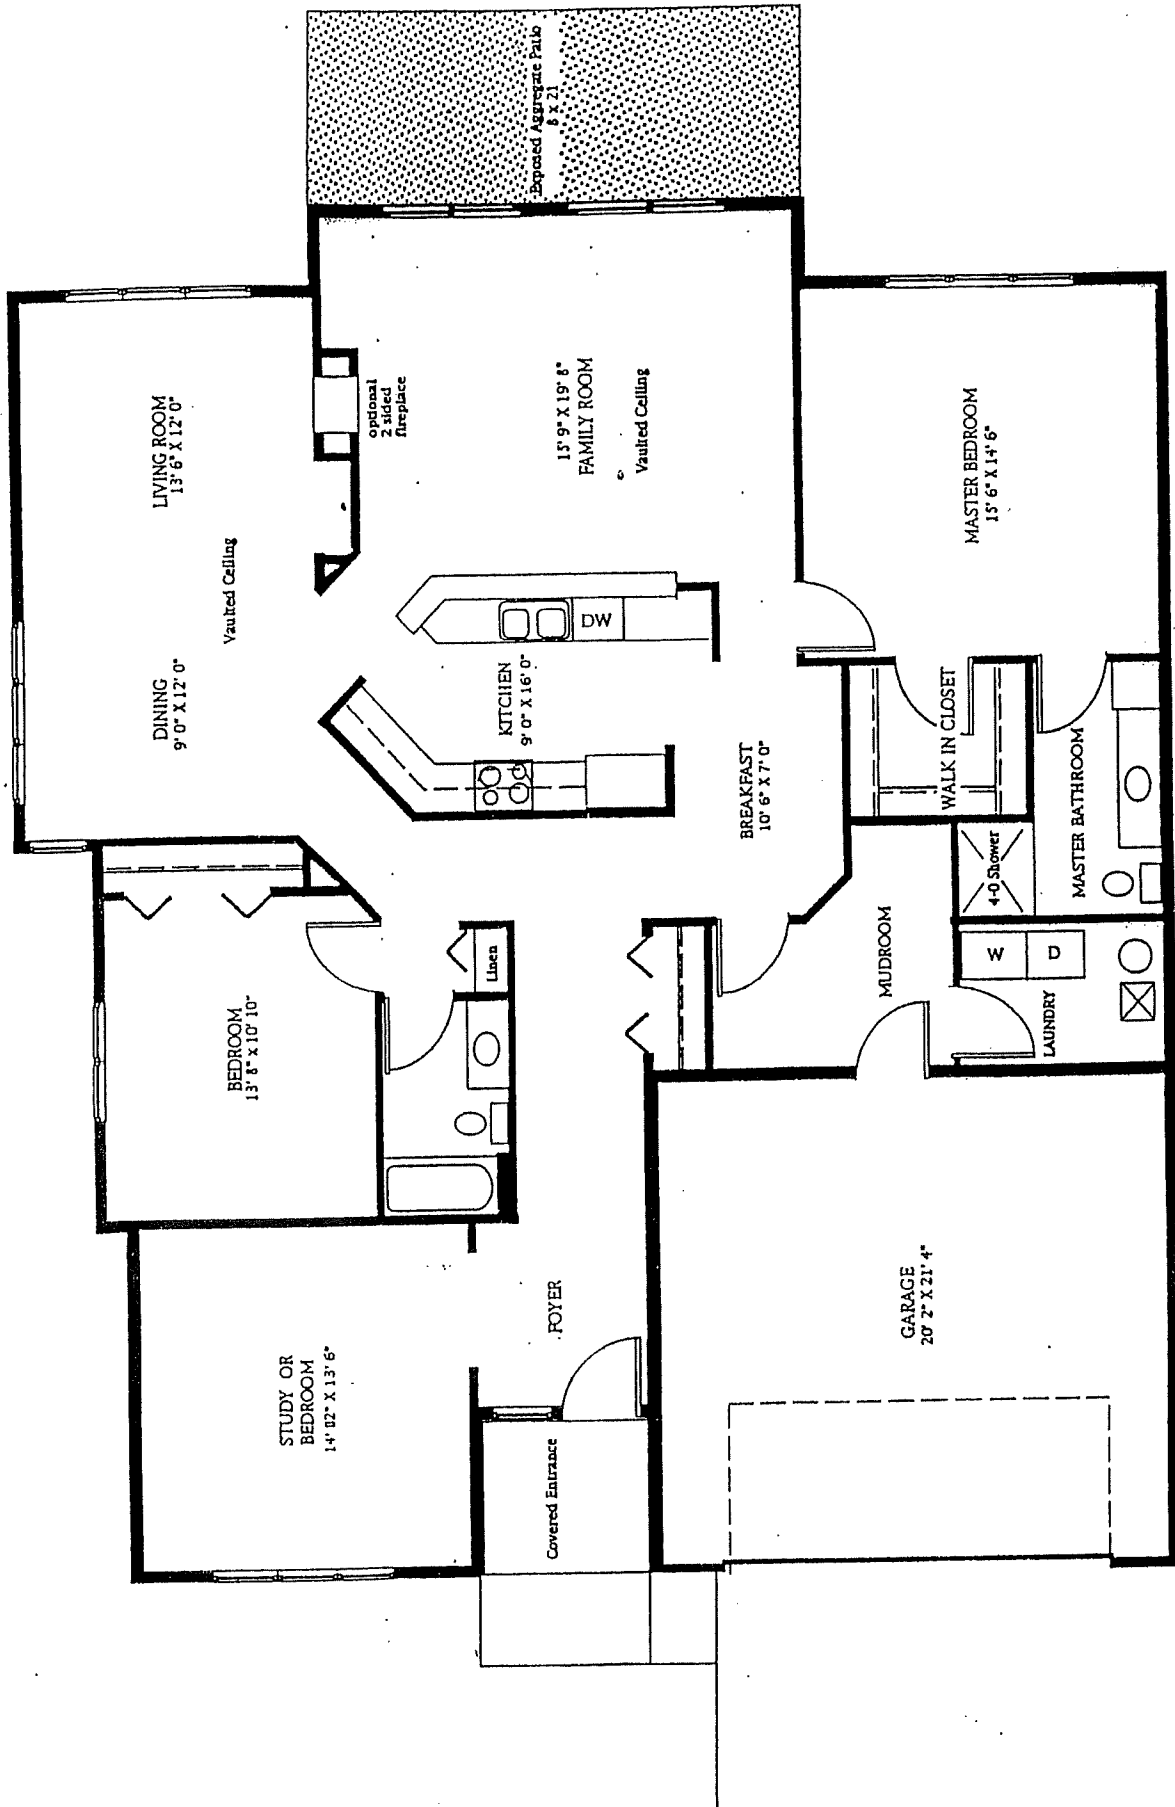 Exposed Aggregate Patio
8 x 21
LIVING ROOM
13' 6" X 12' 0"
Vaulted Ceiling
DINING
9' 0" X 12' 0"
optional
2 sided
fireplace
15' 9" X 19' 8"
FAMILY ROOM
Vaulted Ceiling
MASTER BEDROOM
15' 6" X 14' 6"
DW
KITCHEN
9' 0" X 16' 0"
BREAKFAST
10' 6" X 7' 0"
WALK IN CLOSET
MASTER BATHROOM
4-0 Shower
MUDROOM
W
D
LAUNDRY
Linen
BEDROOM
13' 8" X 10' 10"
STUDY OR
BEDROOM
14' 02" X 13' 6"
FOYER
Covered Entrance
GARAGE
20' 2" X 21' 4"